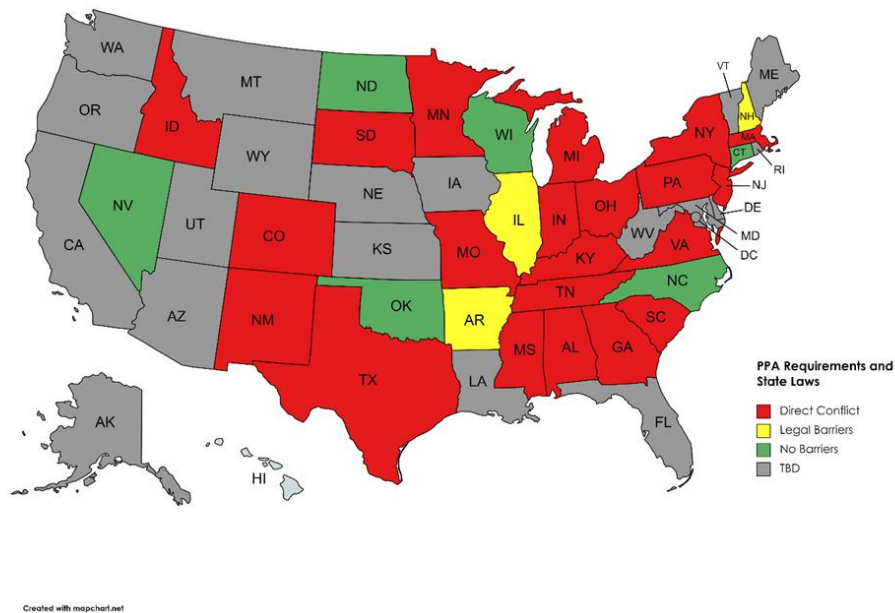 WA
MT
ND
MN
VT
ME
OR
ID
SD
WI
NH
NY
MA
WY
MI
CT
RI
NE
IA
PA
NJ
NV
UT
IL
IN
OH
DE
CA
CO
KS
MO
WV
VA
MD
DC
KY
AZ
NM
OK
AR
TN
NC
SC
MS
AL
GA
TX
LA
FL
AK
HI
PPA Requirements and
State Laws
Direct Conflict
Legal Barriers
No Barriers
TBD
Created with mapchart.net